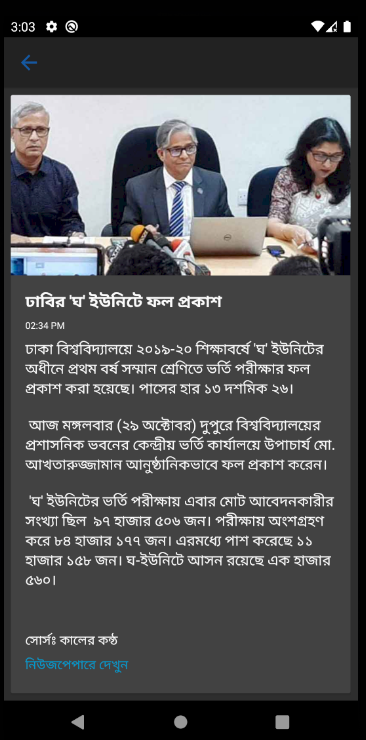 3:03
ঢাবির 'ঘ' ইউনিটে ফল প্রকাশ
02:34 PM
ঢাকা বিশ্ববিদ্যালয়ে ২০১৯-২০ শিক্ষাবর্ষে 'ঘ' ইউনিটের
অধীনে প্রথম বর্ষ সম্মান শ্রেণিতে ভর্তি পরীক্ষার ফল
প্রকাশ করা হয়েছে। পাসের হার ১৩ দশমিক ২৬।
আজ মঙ্গলবার (২৯ অক্টোবর) দুপুরে বিশ্ববিদ্যালয়ের
প্রশাসনিক ভবনের কেন্দ্রীয় ভর্তি কার্যালয়ে উপাচার্য মো.
আখতারুজ্জামান আনুষ্ঠানিকভাবে ফল প্রকাশ করেন।
'ঘ' ইউনিটের ভর্তি পরীক্ষায় এবার মোট আবেদনকারীর
সংখ্যা ছিল ৯৭ হাজার ৫০৬ জন। পরীক্ষায় অংশগ্রহণ
করে ৮৪ হাজার ১৭৭ জন। এরমধ্যে পাশ করেছে ১১
হাজার ১৫৮ জন। ঘ-ইউনিটে আসন রয়েছে এক হাজার
৫৬০।
সোর্সঃ কালের কন্ঠ
নিউজপেপারে দেখুন